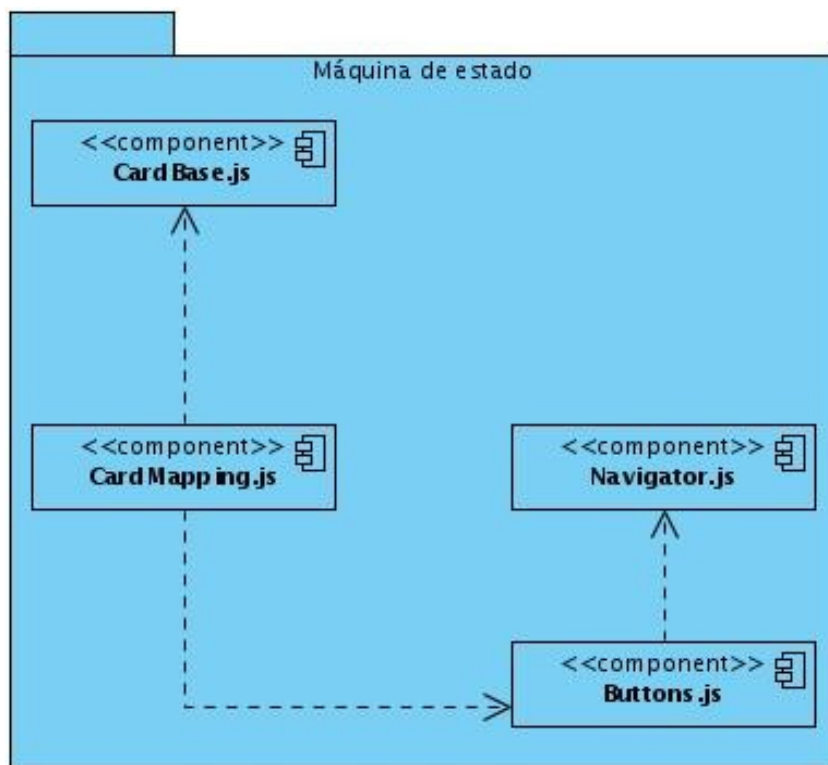 Máquina de estado
<<component>>
CardBase.js
<<component>>
CardMapping.js
<<component>>
Navigator.js
<<component>>
Buttons.js